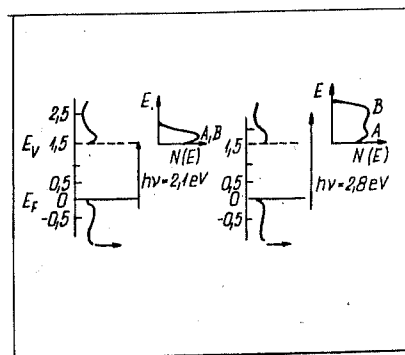 E
2,5
E_V 1,5
0,5
E_F 0
-0,5
E
A,B
N(E)
hν=2,1eV
1,5
0,5
0
-0,5
E
B
A
N(E)
hν=2,8eV